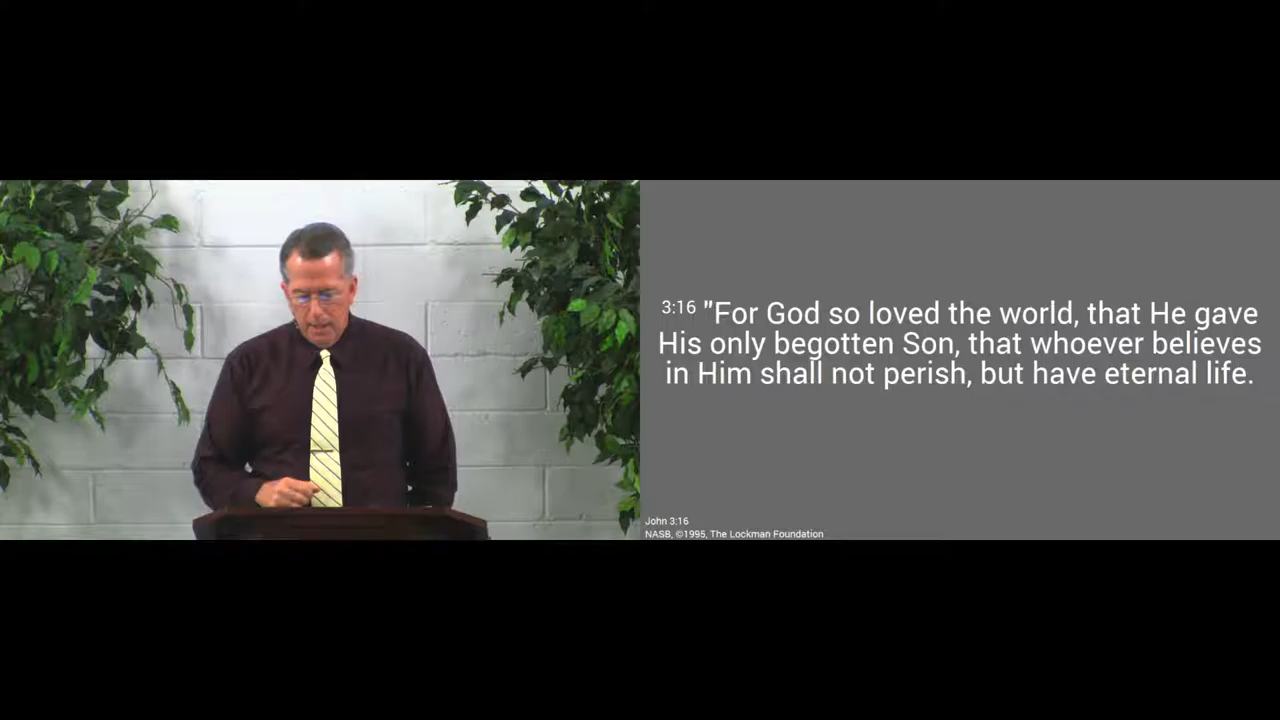 3:16 "For God so loved the world, that He gave
His only begotten Son, that whoever believes
in Him shall not perish, but have eternal life.
John 3:16
NASB, ©1995, The Lockman Foundation